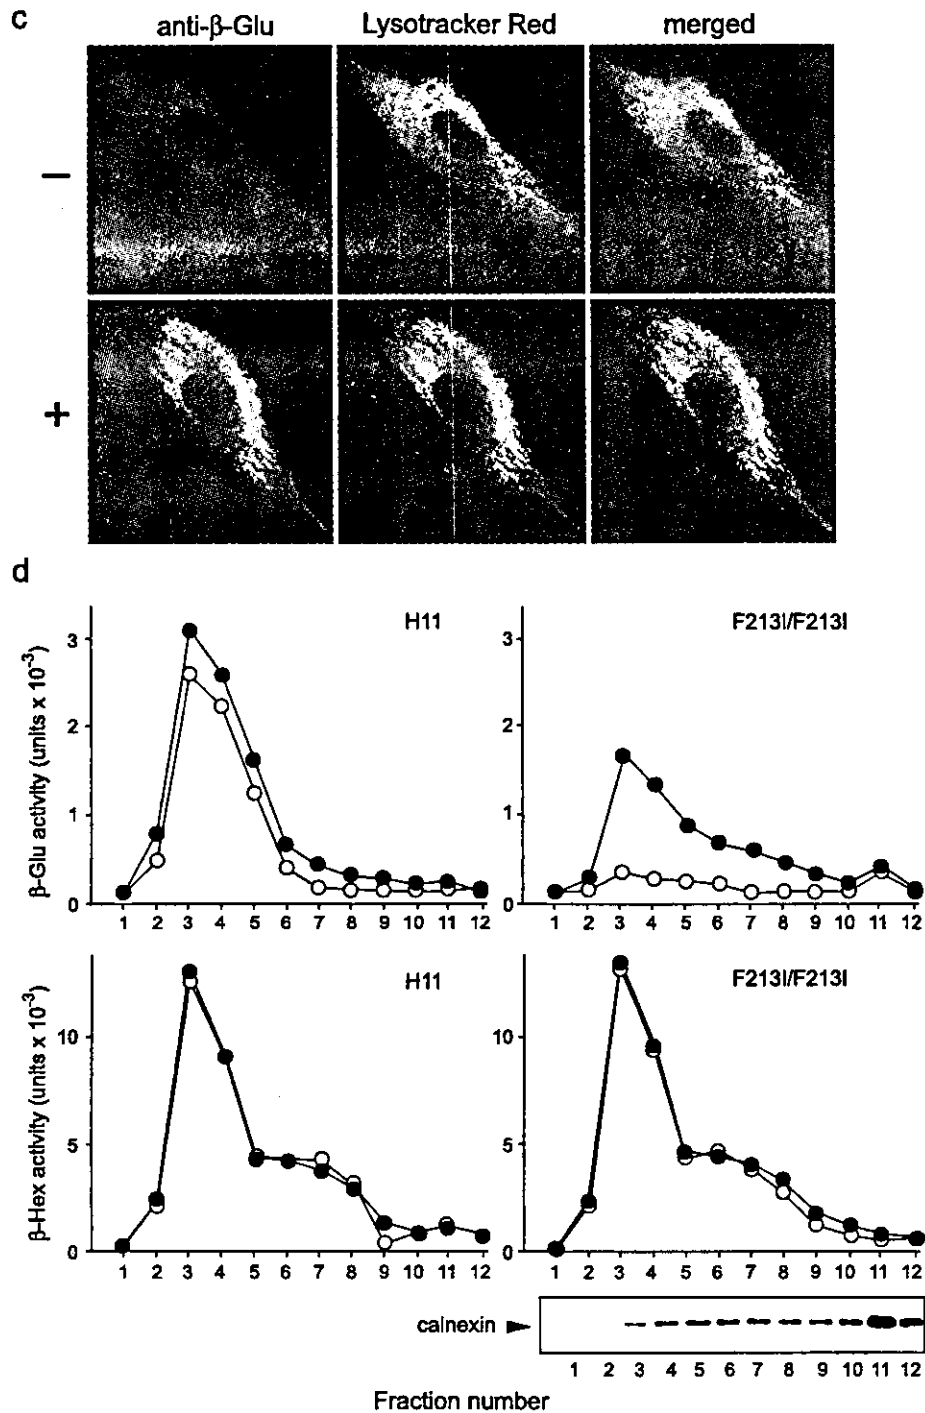 c
anti-β-Glu Lysotracker Red merged
−
+
d
H11
β-Glu activity (units x 10⁻³)
3
2
1
0
1 2 3 4 5 6 7 8 9 10 11 12
F213I/F213I
3
2
1
0
1 2 3 4 5 6 7 8 9 10 11 12
H11
β-Hex activity (units x 10⁻³)
10
5
0
1 2 3 4 5 6 7 8 9 10 11 12
F213I/F213I
10
5
0
1 2 3 4 5 6 7 8 9 10 11 12
calnexin
1 2 3 4 5 6 7 8 9 10 11 12
Fraction number